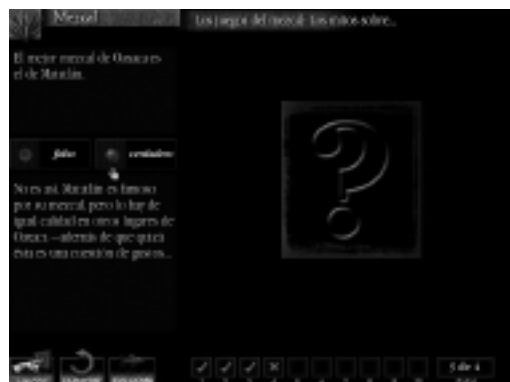 Mezcal
Los juegos del mezcal: Los mitos sobre...
El mejor mezcal de Oaxaca es
el de Matatlán.
falso
verdadero
No es así. Matatlán es famoso
por su mezcal, pero lo hay de
igual calidad en otros lugares de
Oaxaca —además de que quizá
ésta es una cuestión de gustos...